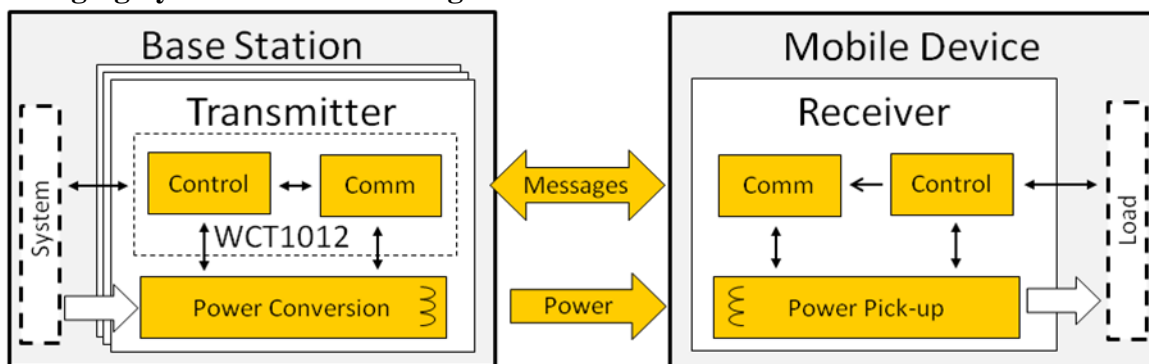 Base Station
Mobile Device
Transmitter
Receiver
System
Control
Comm
WCT1012
Power Conversion
Messages
Power
Comm
Control
Power Pick-up
Load